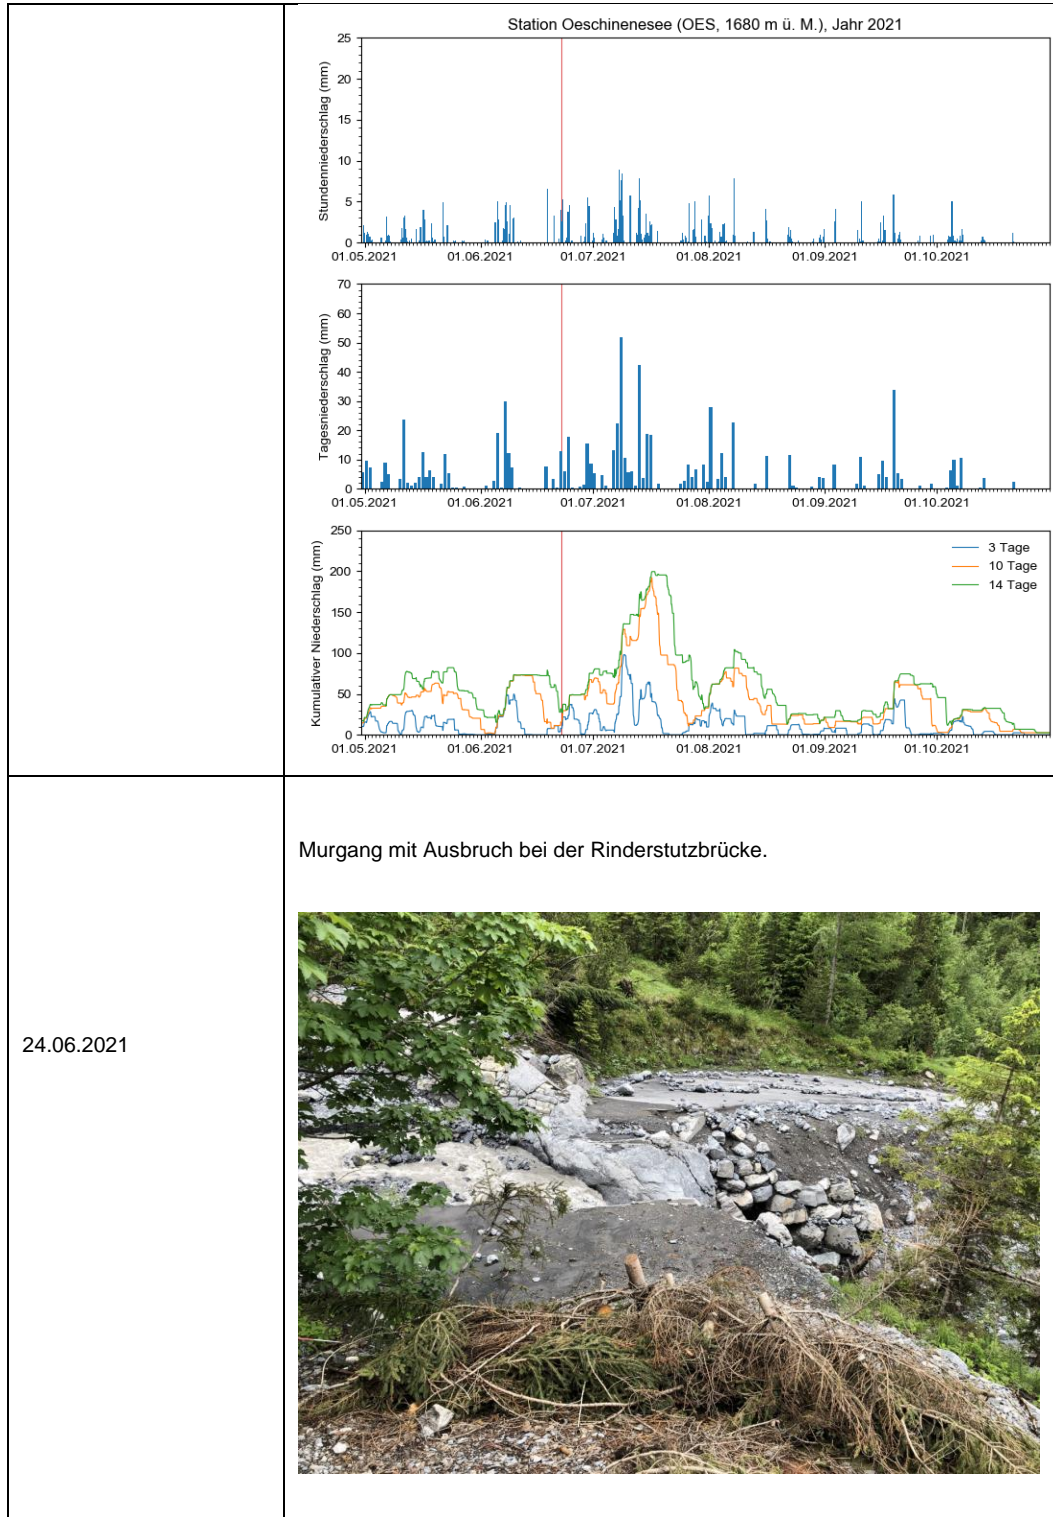 Station Oeschinenesee (OES, 1680 m ü. M.), Jahr 2021
Stundenniederschlag (mm)
25
20
15
10
5
0
01.05.2021 01.06.2021 01.07.2021 01.08.2021 01.09.2021 01.10.2021
Tagesniederschlag (mm)
70
60
50
40
30
20
10
0
01.05.2021 01.06.2021 01.07.2021 01.08.2021 01.09.2021 01.10.2021
Kumulativer Niederschlag (mm)
250
200
150
100
50
0
3 Tage
10 Tage
14 Tage
01.05.2021 01.06.2021 01.07.2021 01.08.2021 01.09.2021 01.10.2021
24.06.2021
Murgang mit Ausbruch bei der Rinderstutzbrücke.